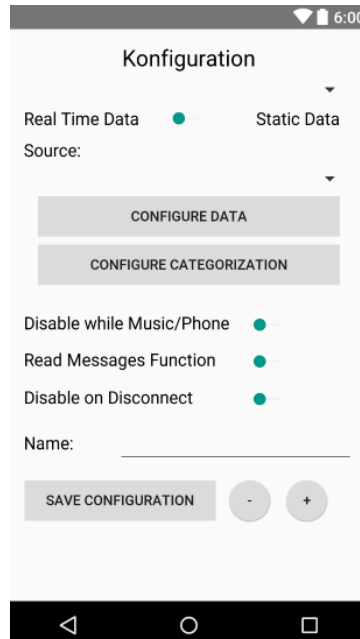 6:00
Konfiguration
Real Time Data Static Data
Source:
CONFIGURE DATA
CONFIGURE CATEGORIZATION
Disable while Music/Phone
Read Messages Function
Disable on Disconnect
Name:
SAVE CONFIGURATION - +